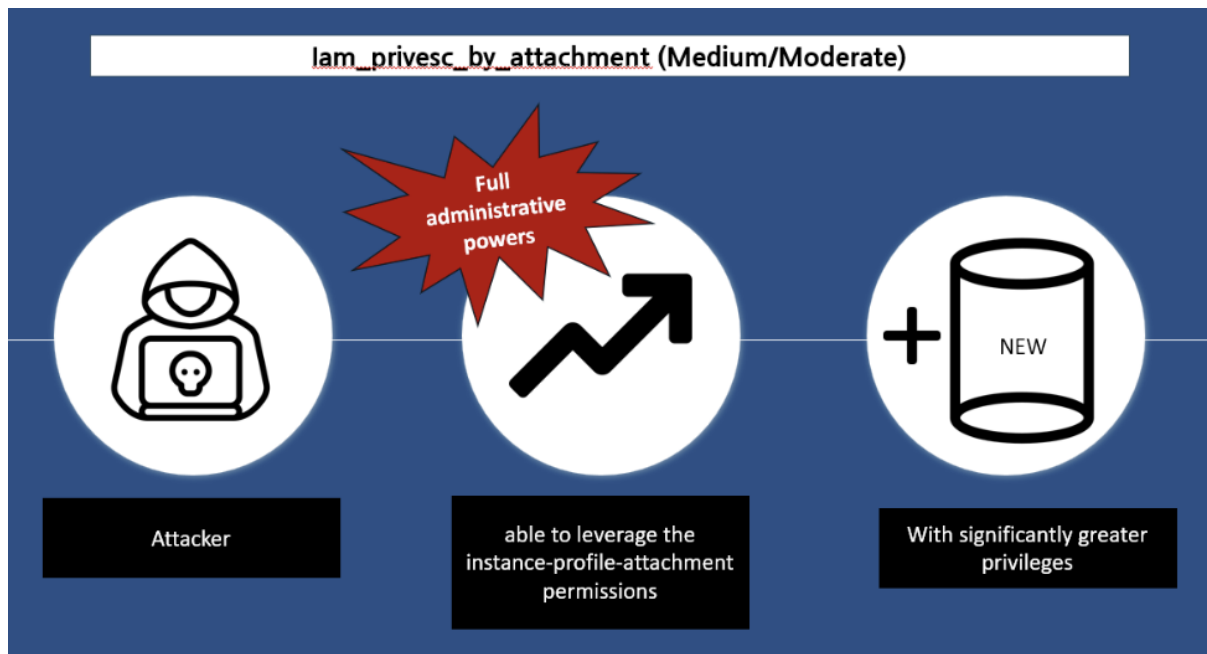 Iam_privesc_by_attachment (Medium/Moderate)
Full
administrative
powers
NEW
Attacker
able to leverage the
instance-profile-attachment
permissions
With significantly greater
privileges